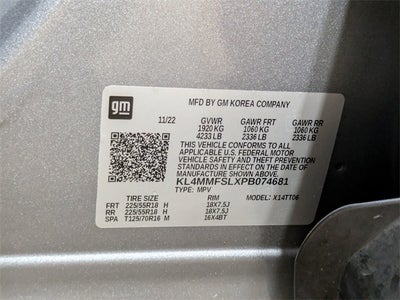 gm
MFD BY GM KOREA COMPANY
11/22 GVWR GAWR FRT GAWR RR
1920 KG 1060 KG 1060 KG
4233 LB 2336 LB 2336 LB
THIS VEHICLE CONFORMS TO ALL
APPLICABLE U.S. FEDERAL MOTOR
VEHICLE SAFETY AND THEFT PREVENTION
STANDARDS IN EFFECT ON THE DATE OF
MANUFACTURE SHOWN ABOVE.
KL4MMFSLXPB074681
TYPE: MPV
TIRE SIZE RIM MODEL: X14TT06
FRT 225/55R18 H 18X7.5J
RR 225/55R18 H 18X7.5J
SPA T125/70R16 M 16X4BT